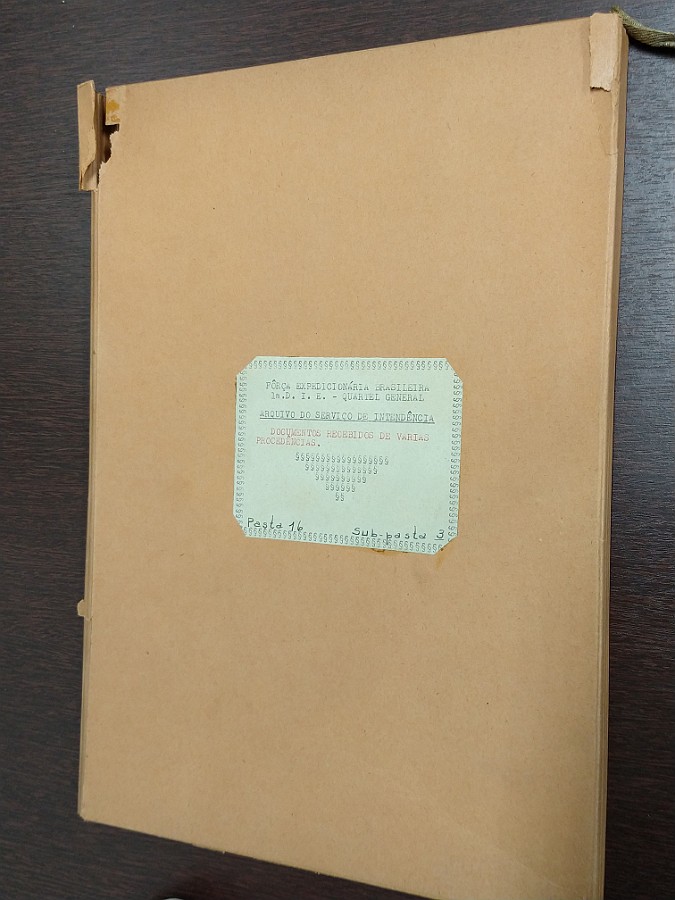 FÔRÇA EXPEDICIONÁRIA BRASILEIRA
1a.D. I. E. - QUARTEL GENERAL
ARQUIVO DO SERVIÇO DE INTENDÊNCIA
DOCUMENTOS RECEBIDOS DE VARIAS
PROCEDÊNCIAS.
§§§§§§§§§§§§§§§§§§
§§§§§§§§§§§§§§
§§§§§§§§§§
§§§§§§
§§
Pasta 16 Sub-pasta 3